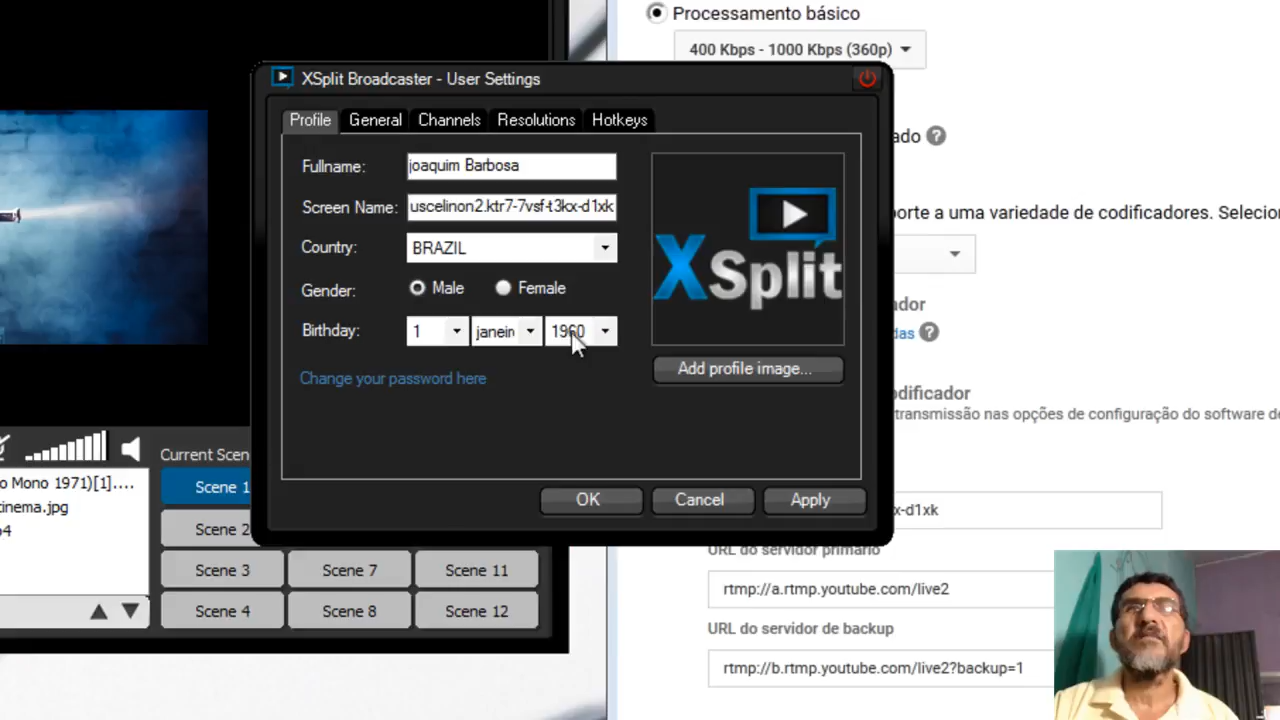 Processamento básico
400 Kbps - 1000 Kbps (360p)
XSplit Broadcaster - User Settings
Profile
General
Channels
Resolutions
Hotkeys
Fullname:
joaquim Barbosa
Screen Name:
uscelinon2.ktr7-7vsf-t3kx-d1xk
Country:
BRAZIL
Gender:
Male
Female
Birthday:
1
janeir
1960
Change your password here
XSplit
Add profile image...
OK
Cancel
Apply
ado
porte a uma variedade de codificadores. Selecior
ador
das
odificador
transmissão nas opções de configuração do software de
x-d1xk
URL do servidor primário
rtmp://a.rtmp.youtube.com/live2
URL do servidor de backup
rtmp://b.rtmp.youtube.com/live2?backup=1
Current Scen
o Mono 1971)[1]....
cinema.jpg
p4
Scene 1
Scene 2
Scene 3
Scene 7
Scene 11
Scene 4
Scene 8
Scene 12